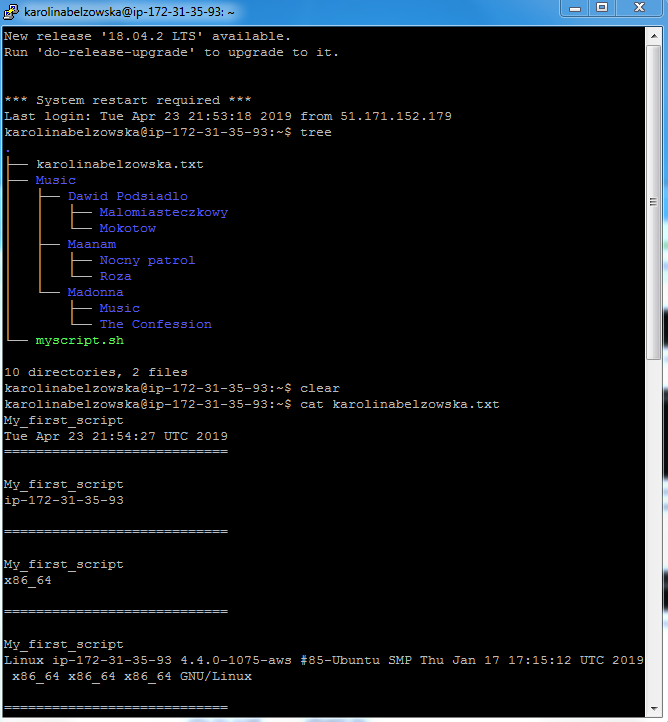 karolinabelzowska@ip-172-31-35-93: ~
New release '18.04.2 LTS' available.
Run 'do-release-upgrade' to upgrade to it.
*** System restart required ***
Last login: Tue Apr 23 21:53:18 2019 from 51.171.152.179
karolinabelzowska@ip-172-31-35-93:~$ tree
.
├── karolinabelzowska.txt
├── Music
│   ├── Dawid Podsiadlo
│   │   ├── Malomiasteczkowy
│   │   └── Mokotow
│   ├── Maanam
│   │   ├── Nocny patrol
│   │   └── Roza
│   └── Madonna
│       ├── Music
│       └── The Confession
└── myscript.sh
10 directories, 2 files
karolinabelzowska@ip-172-31-35-93:~$ clear
karolinabelzowska@ip-172-31-35-93:~$ cat karolinabelzowska.txt
My_first_script
Tue Apr 23 21:54:27 UTC 2019
============================
My_first_script
ip-172-31-35-93
============================
My_first_script
x86_64
============================
My_first_script
Linux ip-172-31-35-93 4.4.0-1075-aws #85-Ubuntu SMP Thu Jan 17 17:15:12 UTC 2019
 x86_64 x86_64 x86_64 GNU/Linux
============================